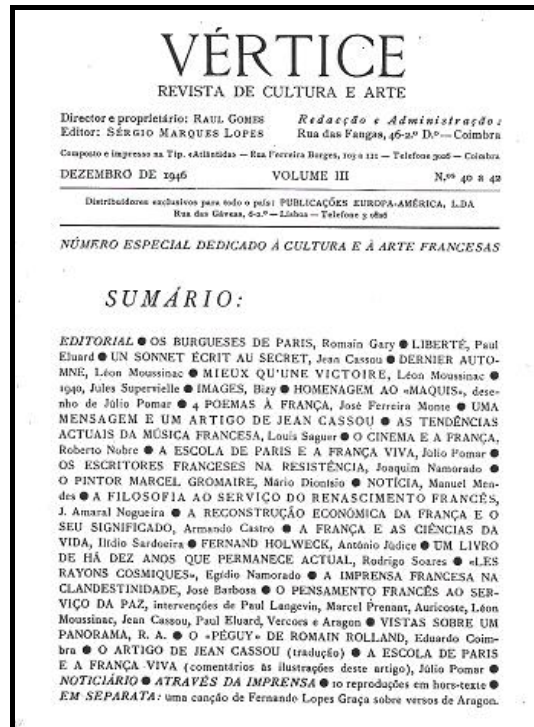 VÉRTICE
REVISTA DE CULTURA E ARTE
Director e proprietário: RAUL GOMES
Editor: SÉRGIO MARQUES LOPES
Redacção e Administração:
Rua das Fangas, 46-2.º D.º — Coimbra
Composto e impresso na Tip. «Atlântida» — Rua Ferreira Borges, 103 a 111 — Telefone 3026 — Coimbra
DEZEMBRO DE 1946 VOLUME III N.os 40 a 42
Distribuidores exclusivos para todo o país: PUBLICAÇÕES EUROPA-AMÉRICA, L.DA
Rua das Gáveas, 6-2.º — Lisboa — Telefone
NÚMERO ESPECIAL DEDICADO À CULTURA E À ARTE FRANCESAS
SUMÁRIO:
EDITORIAL ● OS BURGUESES DE PARIS, Romain Gary ● LIBERTÉ, Paul
Eluard ● UN SONNET ÉCRIT AU SECRET, Jean Cassou ● DERNIER AUTO-
MNE, Léon Moussinac ● MIEUX QU'UNE VICTOIRE, Léon Moussinac ●
1940, Jules Supervielle ● IMAGES, Bizy ● HOMENAGEM AO «MAQUIS», dese-
nho de Júlio Pomar ● 4 POEMAS À FRANÇA, José Ferreira Monte ● UMA
MENSAGEM E UM ARTIGO DE JEAN CASSOU ● AS TENDÊNCIAS
ACTUAIS DA MÚSICA FRANCESA, Louis Saguer ● O CINEMA E A FRANÇA,
Roberto Nobre ● A ESCOLA DE PARIS E A FRANÇA VIVA, Júlio Pomar ●
OS ESCRITORES FRANCESES NA RESISTÊNCIA, Joaquim Namorado ●
O PINTOR MARCEL GROMAIRE, Mário Dionísio ● NOTÍCIA, Manuel Men-
des ● A FILOSOFIA AO SERVIÇO DO RENASCIMENTO FRANCÊS,
J. Amaral Nogueira ● A RECONSTRUÇÃO ECONÓMICA DA FRANÇA E O
SEU SIGNIFICADO, Armando Castro ● A FRANÇA E AS CIÊNCIAS DA
VIDA, Ilídio Sardoeira ● FERNAND HOLWECK, António Júdice ● UM LIVRO
DE HÁ DEZ ANOS QUE PERMANECE ACTUAL, Rodrigo Soares ● «LES
RAYONS COSMIQUES», Egídio Namorado ● A IMPRENSA FRANCESA NA
CLANDESTINIDADE, José Barbosa ● O PENSAMENTO FRANCÊS AO SER-
VIÇO DA PAZ, intervenções de Paul Langevin, Marcel Prenant, Auricoste, Léon
Moussinac, Jean Cassou, Paul Eluard, Vercors e Aragon ● VISTAS SOBRE UM
PANORAMA, R. A. ● O «PÉGUY» DE ROMAIN ROLLAND, Eduardo Coim-
bra ● O ARTIGO DE JEAN CASSOU (tradução) ● A ESCOLA DE PARIS
E A FRANÇA VIVA (comentários às ilustrações deste artigo), Júlio Pomar ●
NOTICIÁRIO ● ATRAVÉS DA IMPRENSA ● 10 reproduções em hors-texte ●
EM SEPARATA: uma canção de Fernando Lopes Graça sobre versos de Aragon.